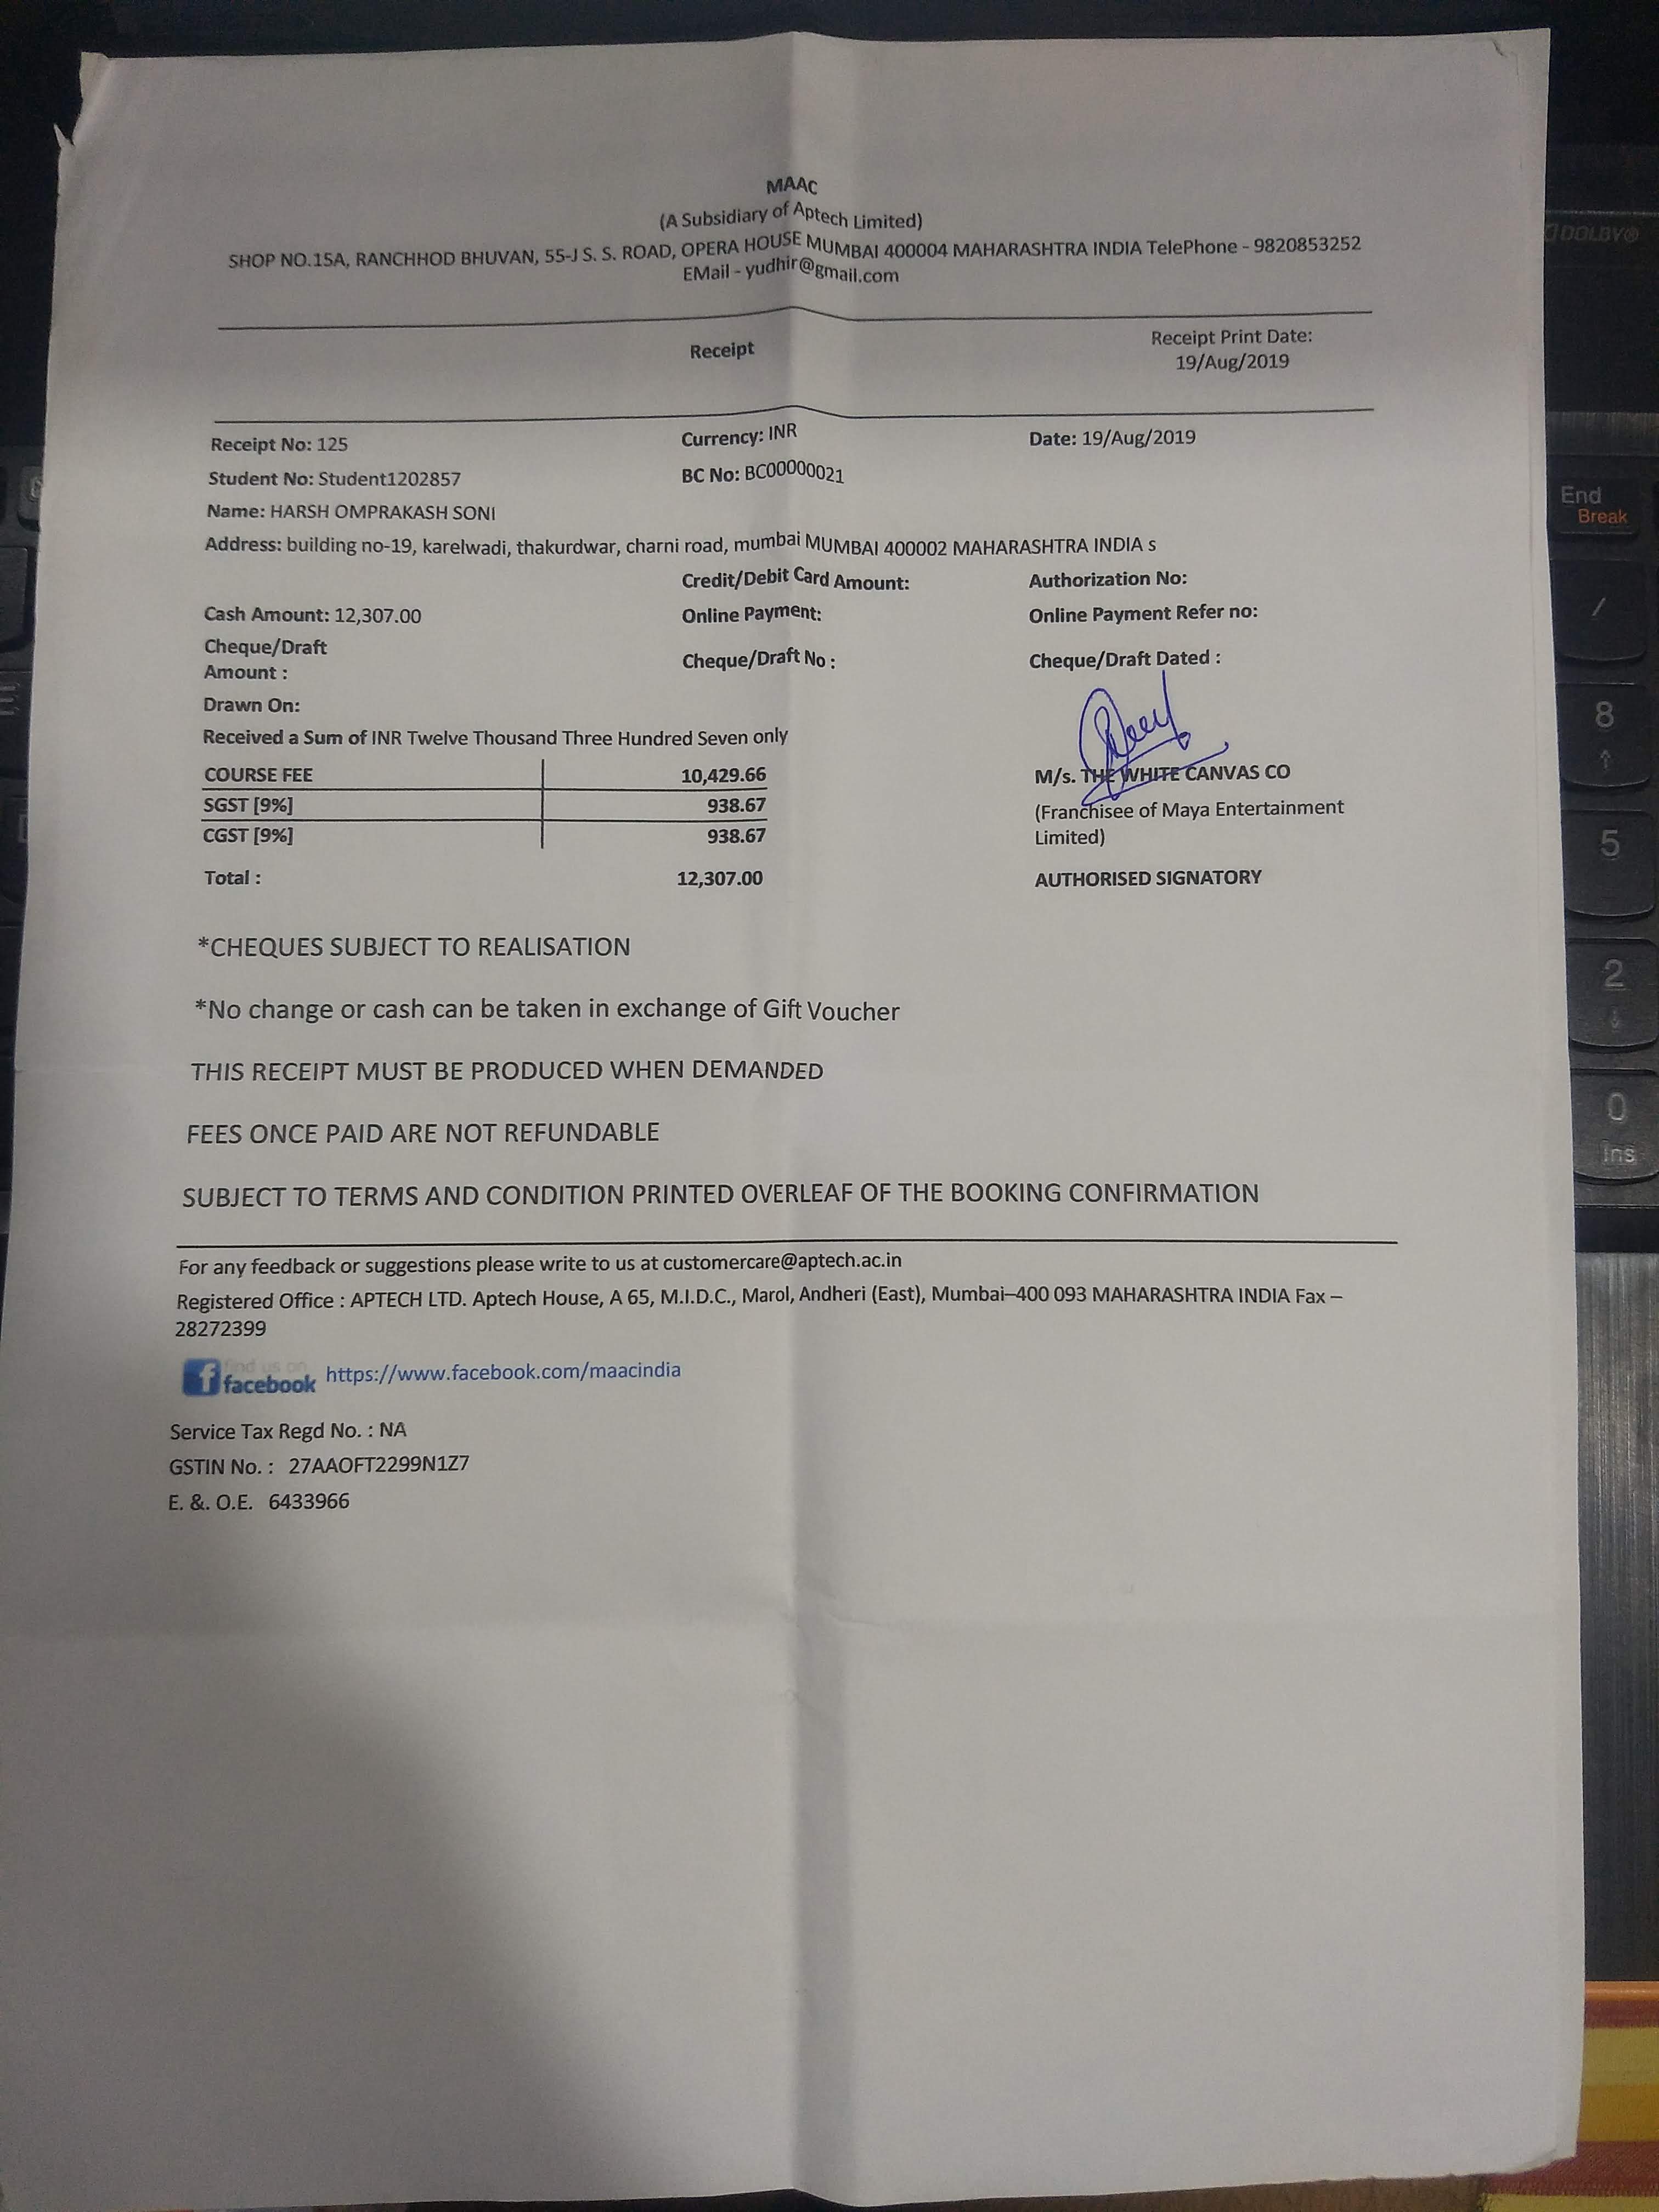 MAAC
(A Subsidiary of Aptech Limited)
SHOP NO.15A, RANCHHOD BHUVAN, 55-J S. S. ROAD, OPERA HOUSE MUMBAI 400004 MAHARASHTRA INDIA TelePhone - 9820853252
EMail - yudhir@gmail.com
Receipt
Receipt Print Date:
19/Aug/2019
Receipt No: 125 Currency: INR Date: 19/Aug/2019
Student No: Student1202857 BC No: BC00000021
Name: HARSH OMPRAKASH SONI
Address: building no-19, karelwadi, thakurdwar, charni road, mumbai MUMBAI 400002 MAHARASHTRA INDIA s
Credit/Debit Card Amount: Authorization No:
Cash Amount: 12,307.00 Online Payment: Online Payment Refer no:
Cheque/Draft
Amount : Cheque/Draft No : Cheque/Draft Dated :
Drawn On:
Received a Sum of INR Twelve Thousand Three Hundred Seven only
COURSE FEE 10,429.66
SGST [9%] 938.67
CGST [9%] 938.67
Total : 12,307.00
M/s. THE WHITE CANVAS CO
(Franchisee of Maya Entertainment
Limited)
AUTHORISED SIGNATORY
*CHEQUES SUBJECT TO REALISATION
*No change or cash can be taken in exchange of Gift Voucher
THIS RECEIPT MUST BE PRODUCED WHEN DEMANDED
FEES ONCE PAID ARE NOT REFUNDABLE
SUBJECT TO TERMS AND CONDITION PRINTED OVERLEAF OF THE BOOKING CONFIRMATION
For any feedback or suggestions please write to us at customercare@aptech.ac.in
Registered Office : APTECH LTD. Aptech House, A 65, M.I.D.C., Marol, Andheri (East), Mumbai–400 093 MAHARASHTRA INDIA Fax –
28272399
find us on
facebook https://www.facebook.com/maacindia
Service Tax Regd No. : NA
GSTIN No. : 27AAOFT2299N1Z7
E. &. O.E. 6433966
DOLBY®
End
Break
/
8
↑
5
2
↓
0
Ins